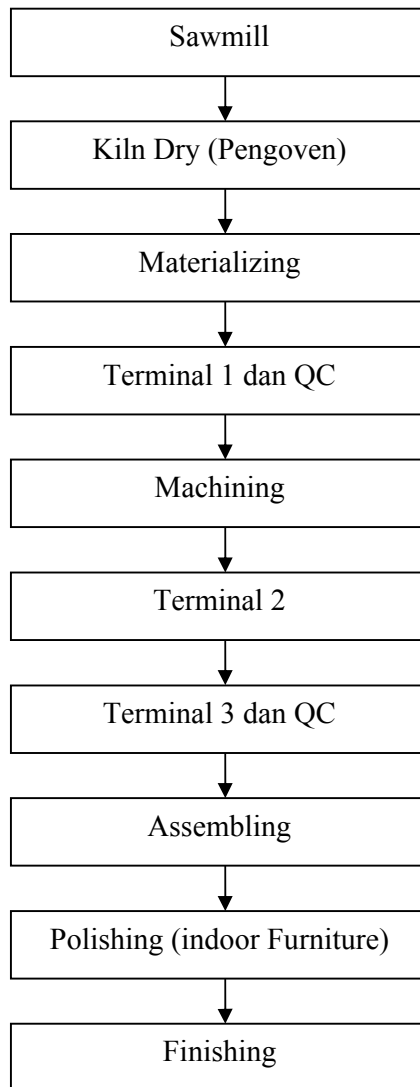 Sawmill
Kiln Dry (Pengoven)
Materializing
Terminal 1 dan QC
Machining
Terminal 2
Terminal 3 dan QC
Assembling
Polishing (indoor Furniture)
Finishing